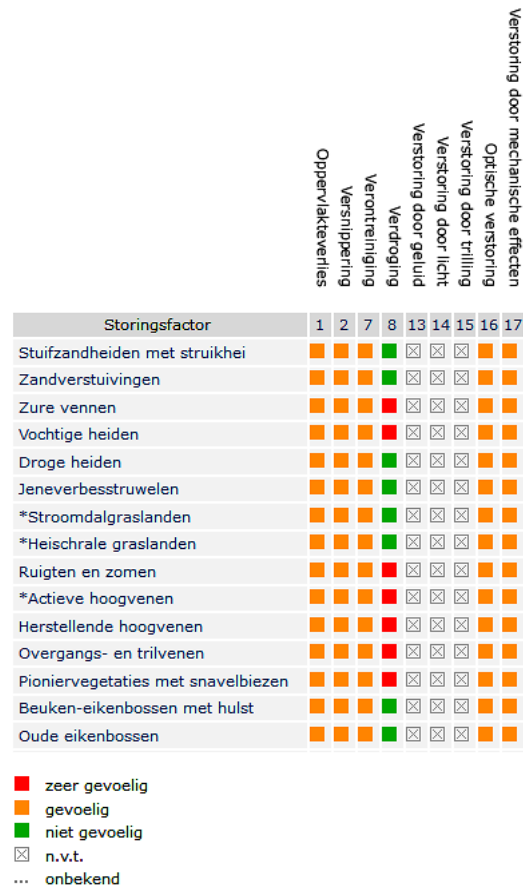 Oppervlakteverlies
Versnippering
Verontreiniging
Verdroging
Verstoring door geluid
Verstoring door licht
Verstoring door trilling
Optische verstoring
Verstoring door mechanische effecten
Storingsfactor 1 2 7 8 13 14 15 16 17
Stuifzandheiden met struikhei
Zandverstuivingen
Zure vennen
Vochtige heiden
Droge heiden
Jeneverbesstruwelen
*Stroomdalgraslanden
*Heischrale graslanden
Ruigten en zomen
*Actieve hoogvenen
Herstellende hoogvenen
Overgangs- en trilvenen
Pioniervegetaties met snavelbiezen
Beuken-eikenbossen met hulst
Oude eikenbossen
zeer gevoelig
gevoelig
niet gevoelig
n.v.t.
... onbekend